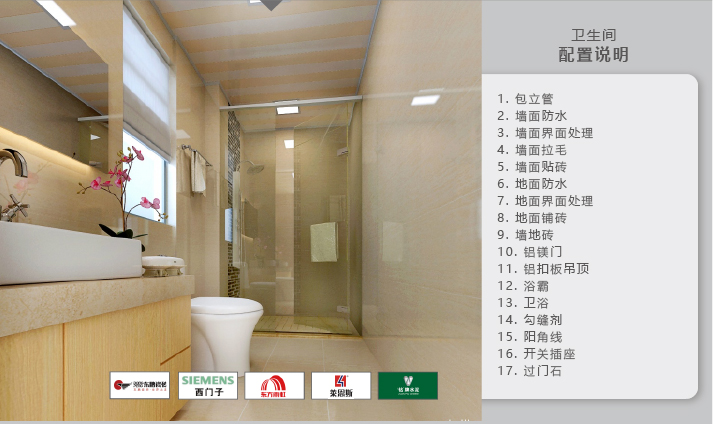 卫生间
配置说明
1. 包立管
2. 墙面防水
3. 墙面界面处理
4. 墙面拉毛
5. 墙面贴砖
6. 地面防水
7. 地面界面处理
8. 地面铺砖
9. 墙地砖
10. 铝镁门
11. 铝扣板吊顶
12. 浴霸
13. 卫浴
14. 勾缝剂
15. 阳角线
16. 开关插座
17. 过门石
东鹏瓷砖
SIEMENS
西门子
东方雨虹
莱恩斯